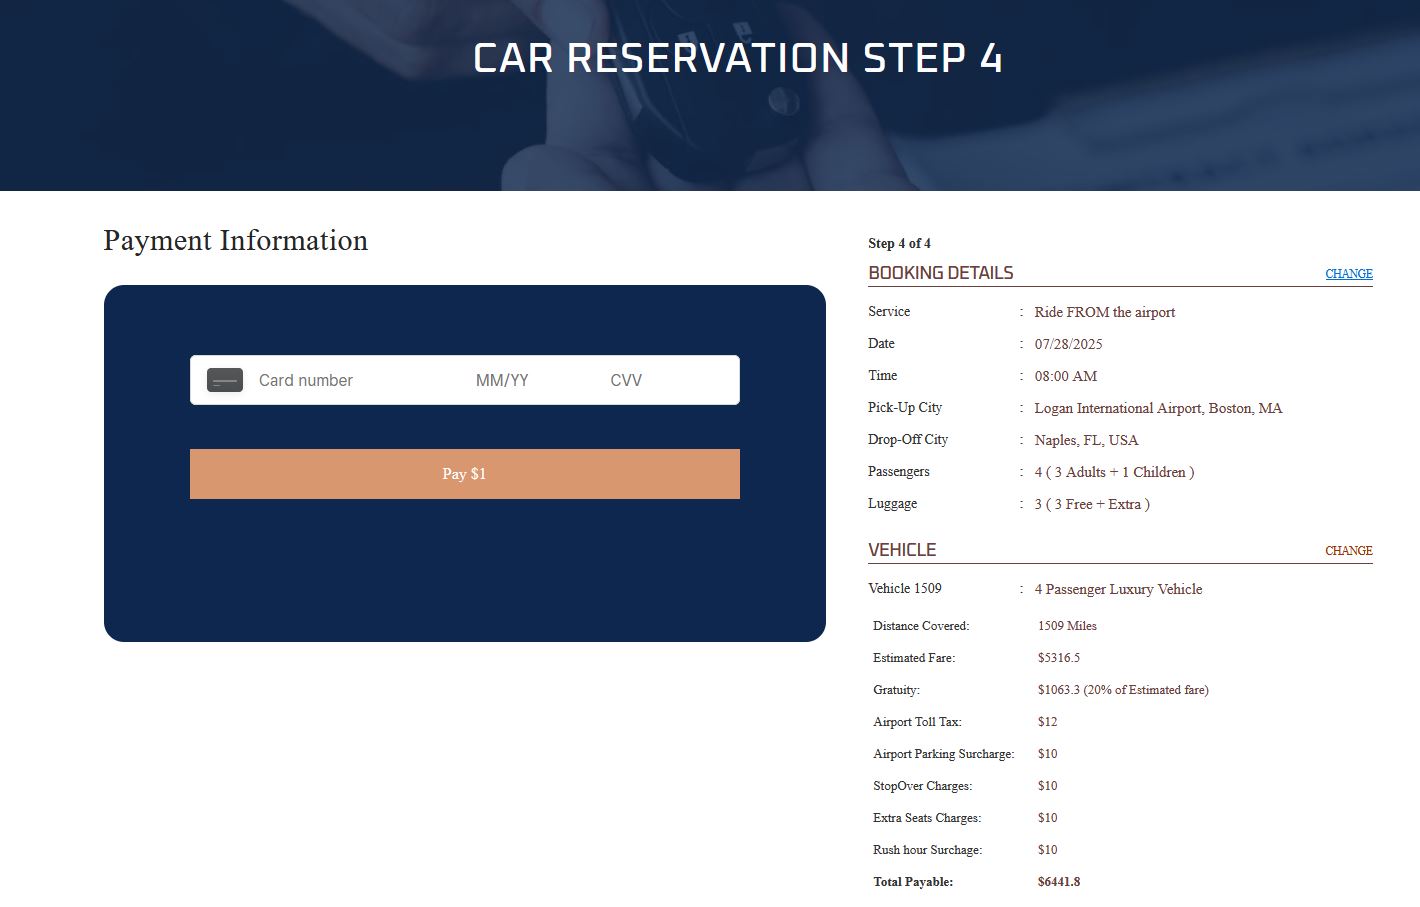 CAR RESERVATION STEP 4
Payment Information
Card number MM/YY CVV
Pay $1
Step 4 of 4
BOOKING DETAILS CHANGE
Service : Ride FROM the airport
Date : 07/28/2025
Time : 08:00 AM
Pick-Up City : Logan International Airport, Boston, MA
Drop-Off City : Naples, FL, USA
Passengers : 4 ( 3 Adults + 1 Children )
Luggage : 3 ( 3 Free + Extra )
VEHICLE CHANGE
Vehicle 1509 : 4 Passenger Luxury Vehicle
Distance Covered: 1509 Miles
Estimated Fare: $5316.5
Gratuity: $1063.3 (20% of Estimated fare)
Airport Toll Tax: $12
Airport Parking Surcharge: $10
StopOver Charges: $10
Extra Seats Charges: $10
Rush hour Surchage: $10
Total Payable: $6441.8